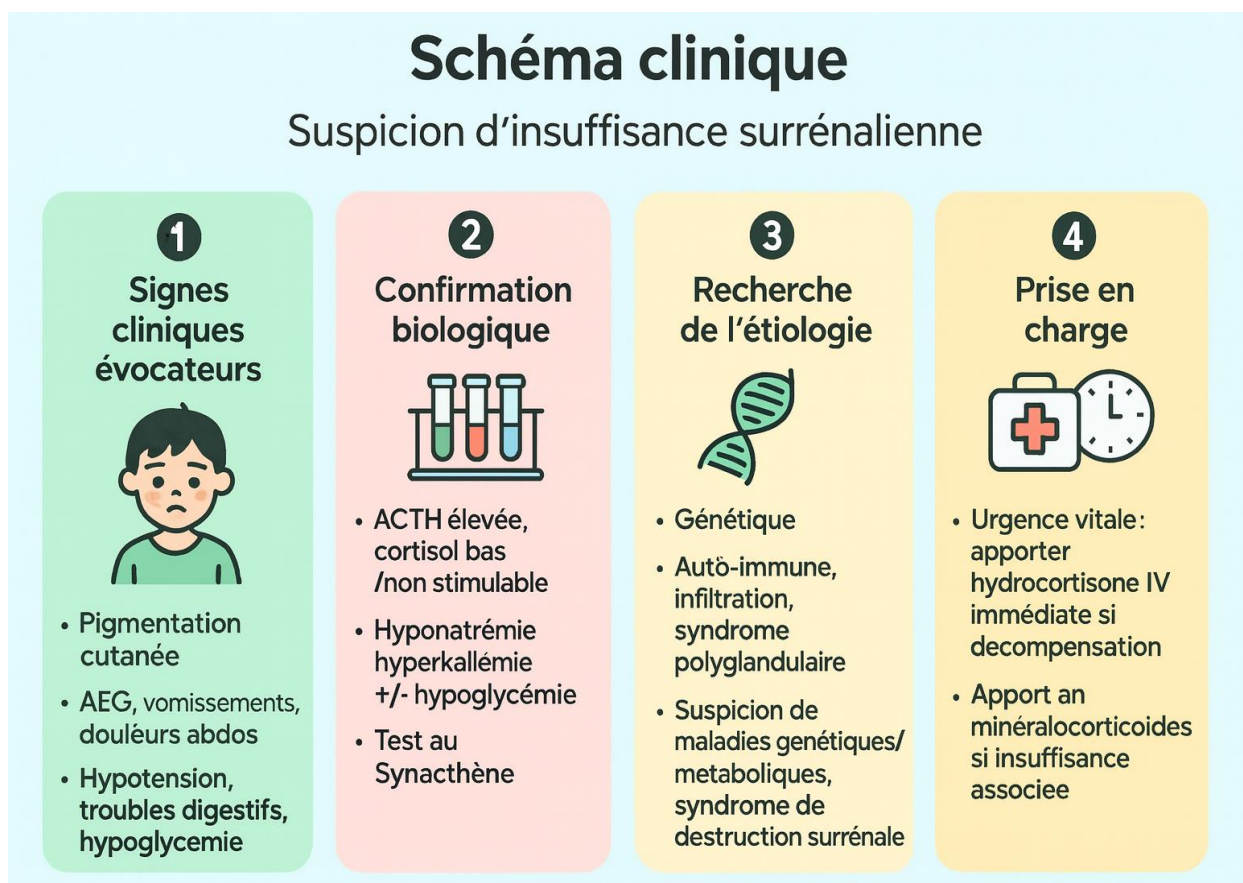 Schéma clinique
Suspicion d'insuffisance surrénalienne
1
Signes
cliniques
évocateurs
• Pigmentation
cutanée
• AEG, vomissements,
douleurs abdos
• Hypotension,
troubles digestifs,
hypoglycemie
2
Confirmation
biologique
• ACTH élevée,
cortisol bas
/non stimulable
• Hyponatrémie
hyperkallémie
+/- hypoglycémie
• Test au
Synacthène
3
Recherche
de l'étiologie
• Génétique
• Autò-immune,
infiltration,
syndrome
polyglandulaire
• Suspicion de
maladies genétiques/
metaboliques,
syndrome de
destruction surrénale
4
Prise en
charge
• Urgence vitale :
apporter
hydrocortisone IV
immédiate si
decompensation
• Apport an
minéralocorticoides
si insuffisance
associee